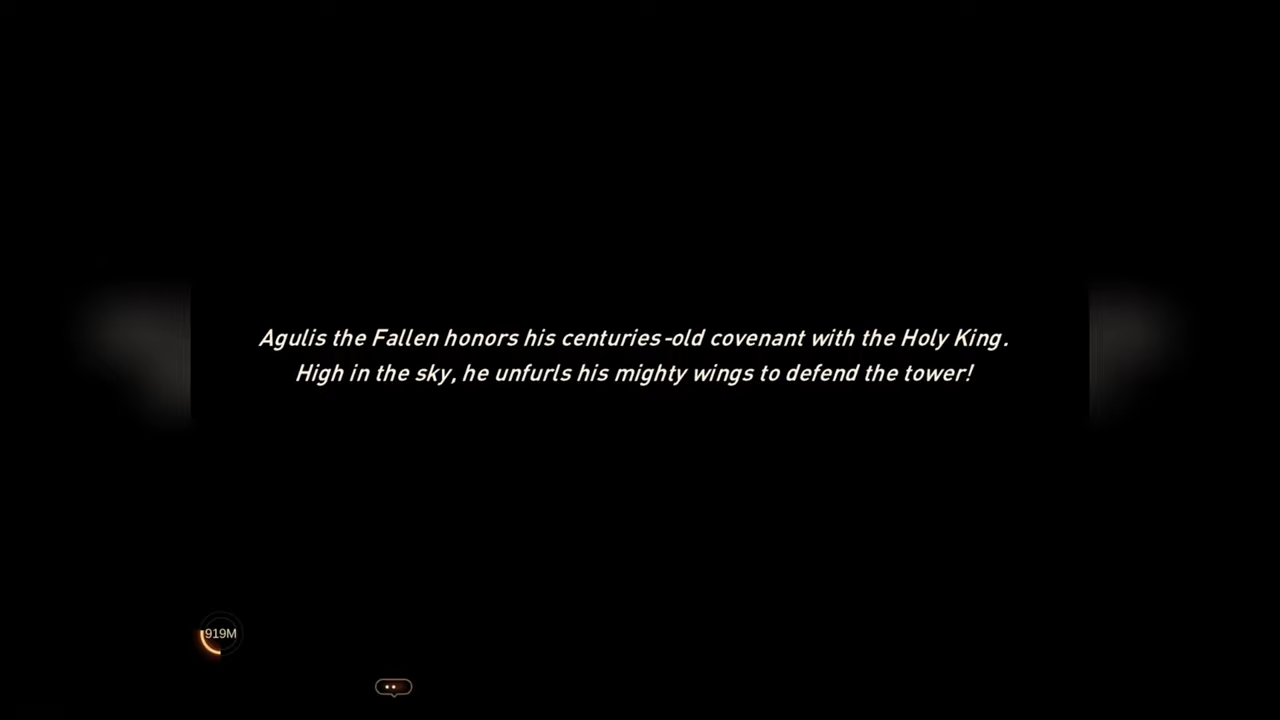 Agulis the Fallen honors his centuries-old covenant with the Holy King.
High in the sky, he unfurls his mighty wings to defend the tower!
919M